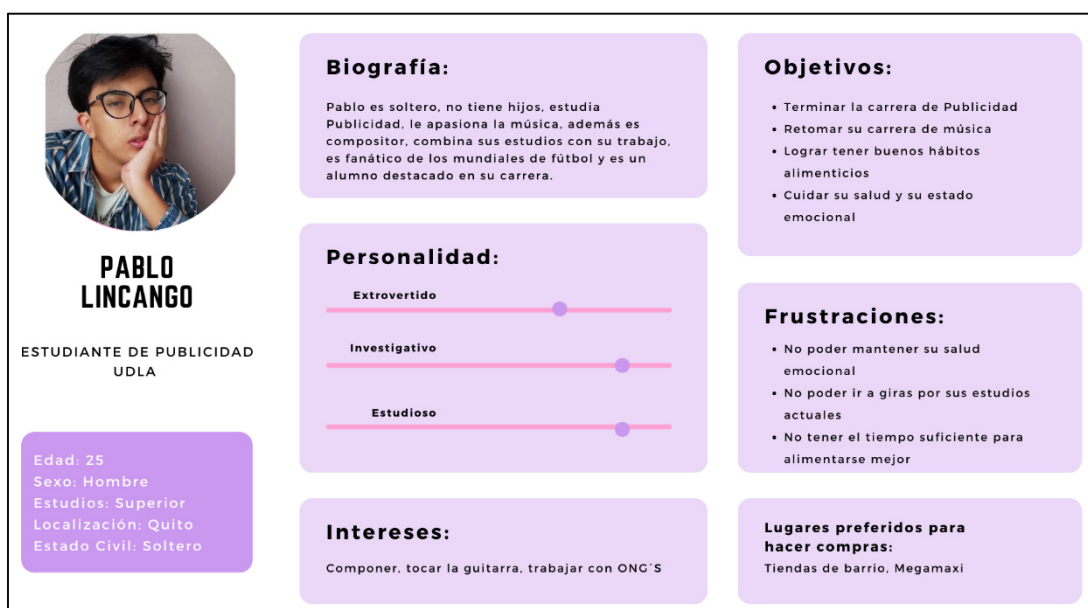 PABLO
LINCANGO
ESTUDIANTE DE PUBLICIDAD
UDLA
Edad: 25
Sexo: Hombre
Estudios: Superior
Localización: Quito
Estado Civil: Soltero
Biografía:
Pablo es soltero, no tiene hijos, estudia
Publicidad, le apasiona la música, además es
compositor, combina sus estudios con su trabajo,
es fanático de los mundiales de fútbol y es un
alumno destacado en su carrera.
Personalidad:
Extrovertido
Investigativo
Estudioso
Intereses:
Componer, tocar la guitarra, trabajar con ONG´S
Objetivos:
• Terminar la carrera de Publicidad
• Retomar su carrera de música
• Lograr tener buenos hábitos
alimenticios
• Cuidar su salud y su estado
emocional
Frustraciones:
• No poder mantener su salud
emocional
• No poder ir a giras por sus estudios
actuales
• No tener el tiempo suficiente para
alimentarse mejor
Lugares preferidos para
hacer compras:
Tiendas de barrio, Megamaxi